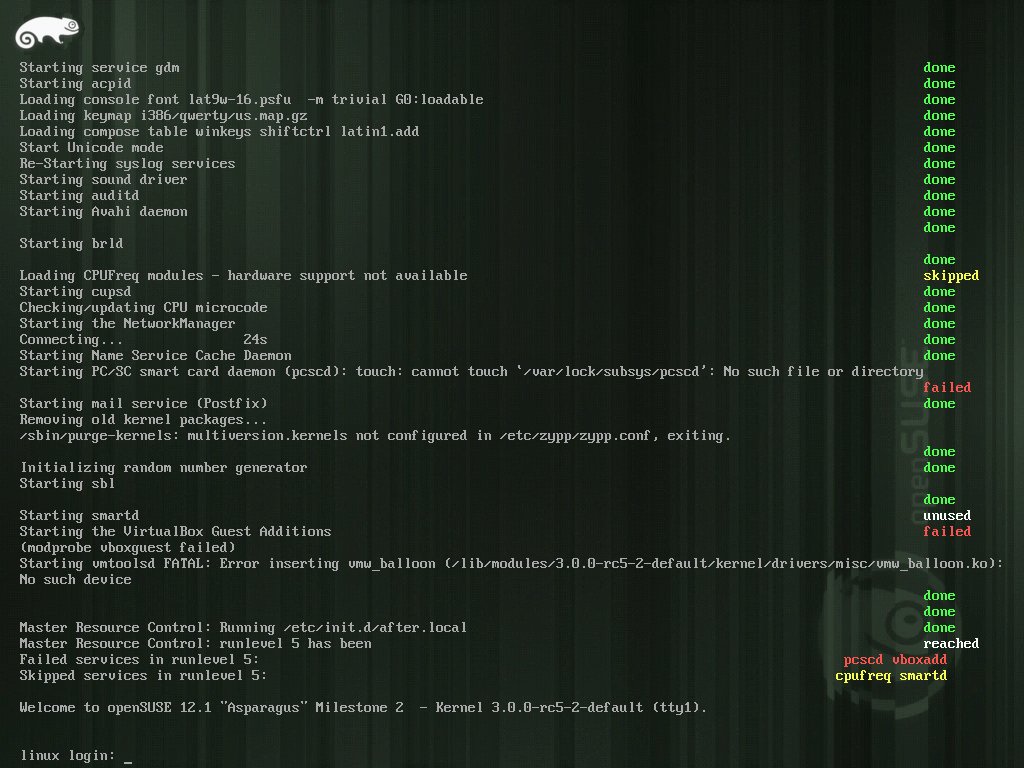 Starting service gdm done
Starting acpid done
Loading console font lat9w-16.psfu  -m trivial G0:loadable done
Loading keymap i386/qwerty/us.map.gz done
Loading compose table winkeys shiftctrl latin1.add done
Start Unicode mode done
Re-Starting syslog services done
Starting sound driver done
Starting auditd done
Starting Avahi daemon done
done
Starting brld
done
Loading CPUFreq modules - hardware support not available skipped
Starting cupsd done
Checking/updating CPU microcode done
Starting the NetworkManager done
Connecting... 24s done
Starting Name Service Cache Daemon done
Starting PC/SC smart card daemon (pcscd): touch: cannot touch `/var/lock/subsys/pcscd': No such file or directory
failed
Starting mail service (Postfix) done
Removing old kernel packages...
/sbin/purge-kernels: multiversion.kernels not configured in /etc/zypp/zypp.conf, exiting.
done
Initializing random number generator done
Starting sbl
done
Starting smartd unused
Starting the VirtualBox Guest Additions failed
(modprobe vboxguest failed)
Starting vmtoolsd FATAL: Error inserting vmw_balloon (/lib/modules/3.0.0-rc5-2-default/kernel/drivers/misc/vmw_balloon.ko):
No such device
done
done
Master Resource Control: Running /etc/init.d/after.local done
Master Resource Control: runlevel 5 has been reached
Failed services in runlevel 5: pcscd vboxadd
Skipped services in runlevel 5: cpufreq smartd
Welcome to openSUSE 12.1 "Asparagus" Milestone 2  - Kernel 3.0.0-rc5-2-default (tty1).
linux login: _
openSUSE